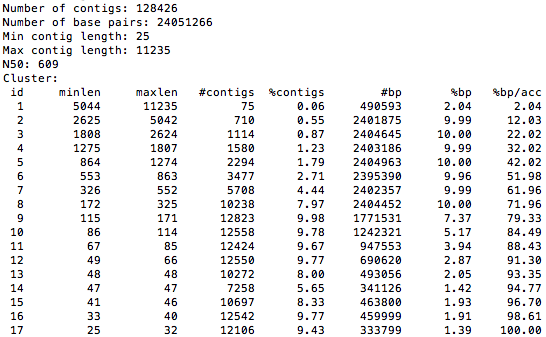 Number of contigs: 128426
Number of base pairs: 24051266
Min contig length: 25
Max contig length: 11235
N50: 609
Cluster:
id minlen maxlen #contigs %contigs #bp %bp %bp/acc
1 5044 11235 75 0.06 490593 2.04 2.04
2 2625 5042 710 0.55 2401875 9.99 12.03
3 1808 2624 1114 0.87 2404645 10.00 22.02
4 1275 1807 1580 1.23 2403186 9.99 32.02
5 864 1274 2294 1.79 2404963 10.00 42.02
6 553 863 3477 2.71 2395390 9.96 51.98
7 326 552 5708 4.44 2402357 9.99 61.96
8 172 325 10238 7.97 2404452 10.00 71.96
9 115 171 12823 9.98 1771531 7.37 79.33
10 86 114 12558 9.78 1242321 5.17 84.49
11 67 85 12424 9.67 947553 3.94 88.43
12 49 66 12550 9.77 690620 2.87 91.30
13 48 48 10272 8.00 493056 2.05 93.35
14 47 47 7258 5.65 341126 1.42 94.77
15 41 46 10697 8.33 463800 1.93 96.70
16 33 40 12542 9.77 459999 1.91 98.61
17 25 32 12106 9.43 333799 1.39 100.00